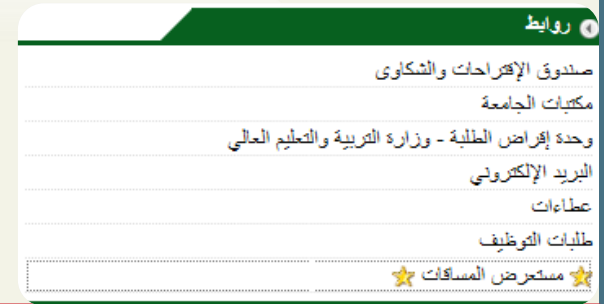 روابط
صندوق الإقتراحات والشكاوى
مكتبات الجامعة
وحدة إقراض الطلبة - وزارة التربية والتعليم العالي
البريد الإلكتروني
عطاءات
طلبات التوظيف
مستعرض المساقات